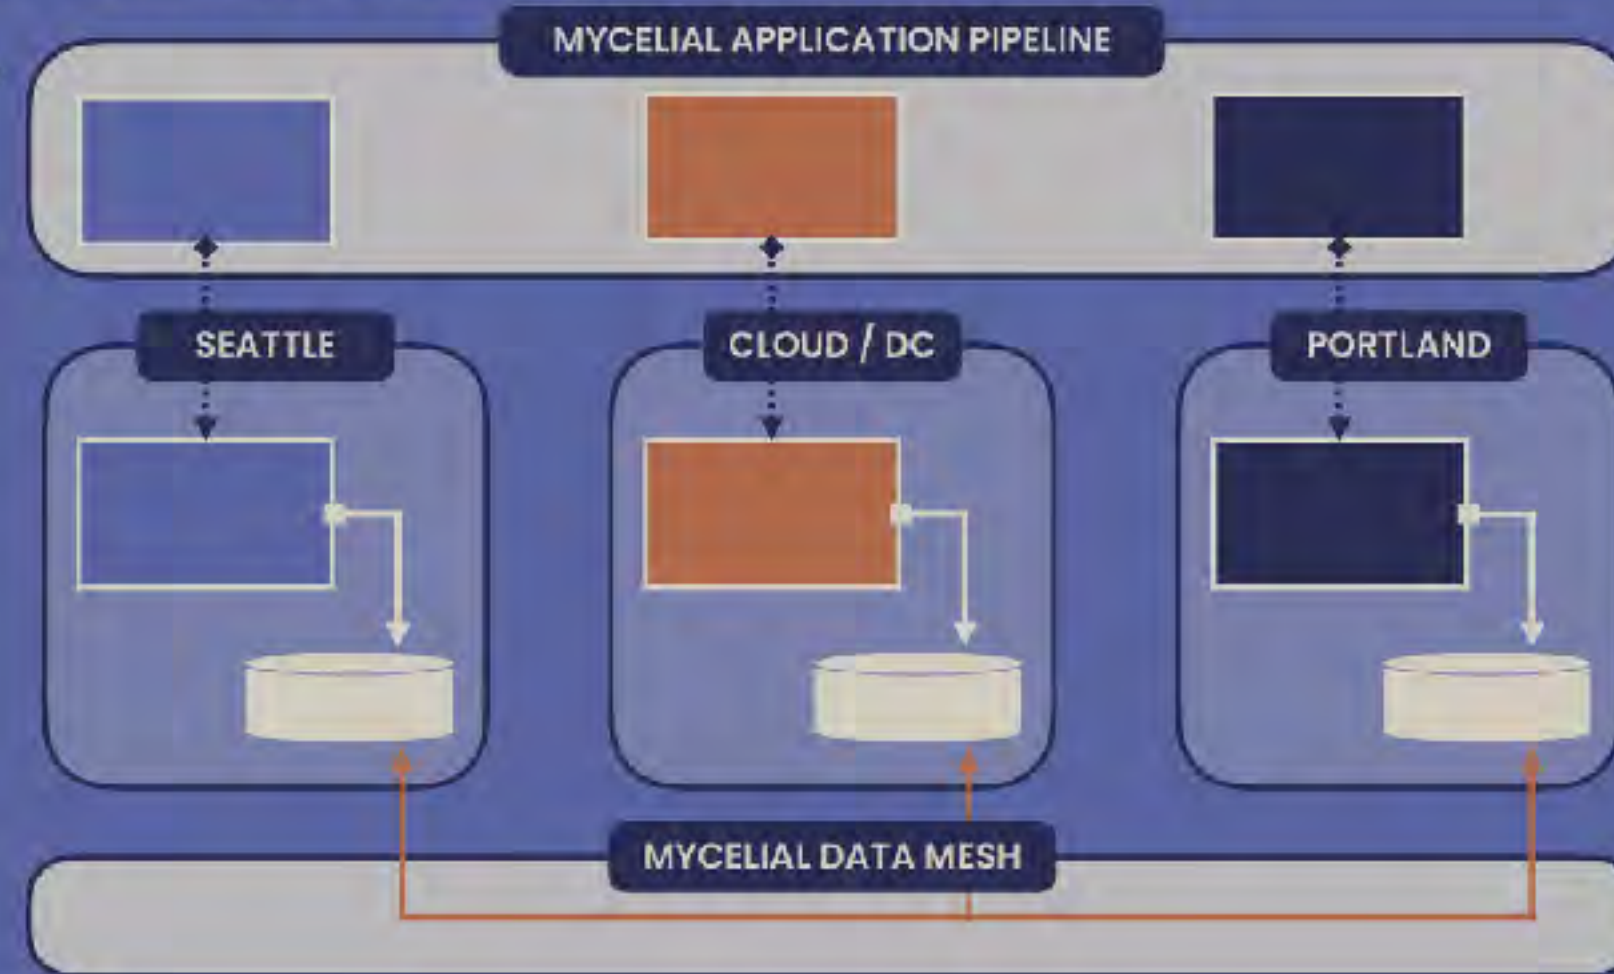 MYCELIAL APPLICATION PIPELINE
SEATTLE
CLOUD / DC
PORTLAND
MYCELIAL DATA MESH